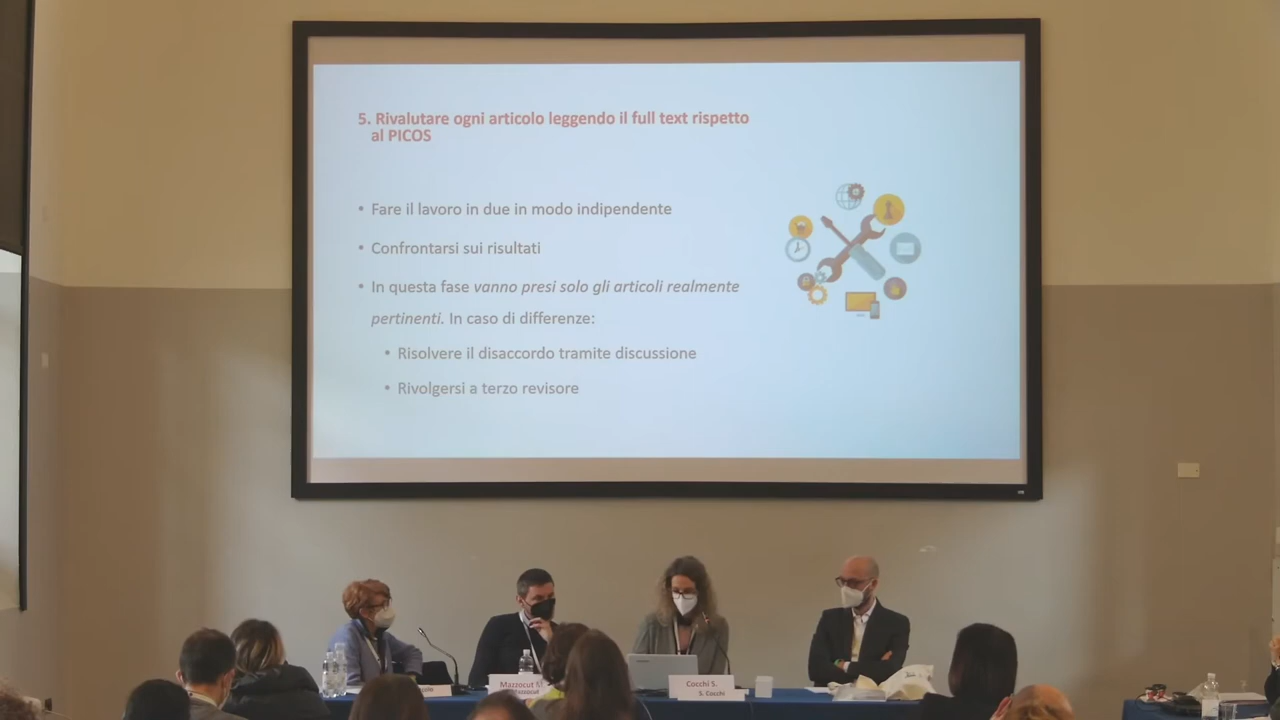 5. Rivalutare ogni articolo leggendo il full text rispetto
al PICOS
• Fare il lavoro in due in modo indipendente
• Confrontarsi sui risultati
• In questa fase vanno presi solo gli articoli realmente
pertinenti. In caso di differenze:
• Risolvere il disaccordo tramite discussione
• Rivolgersi a terzo revisore
Mazzocut
Cocchi S.
S. Cocchi